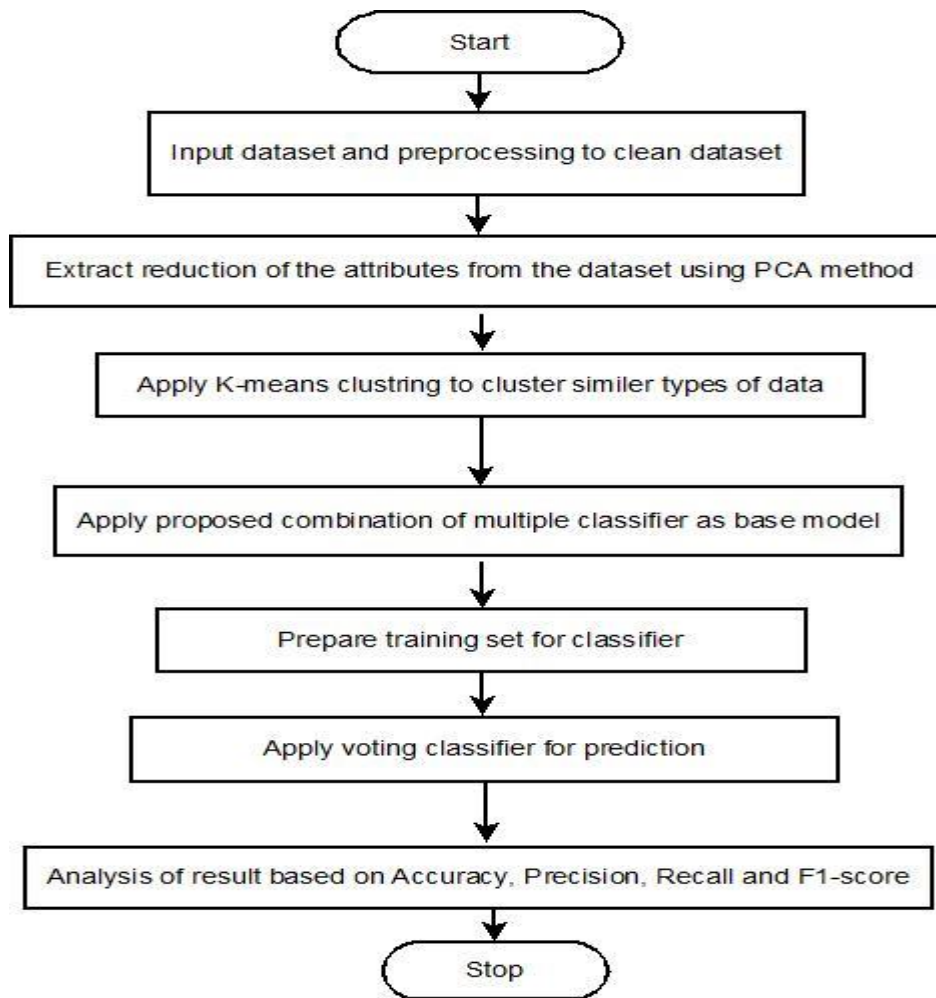 Start
Input dataset and preprocessing to clean dataset
Extract reduction of the attributes from the dataset using PCA method
Apply K-means clustring to cluster similer types of data
Apply proposed combination of multiple classifier as base model
Prepare training set for classifier
Apply voting classifier for prediction
Analysis of result based on Accuracy, Precision, Recall and F1-score
Stop